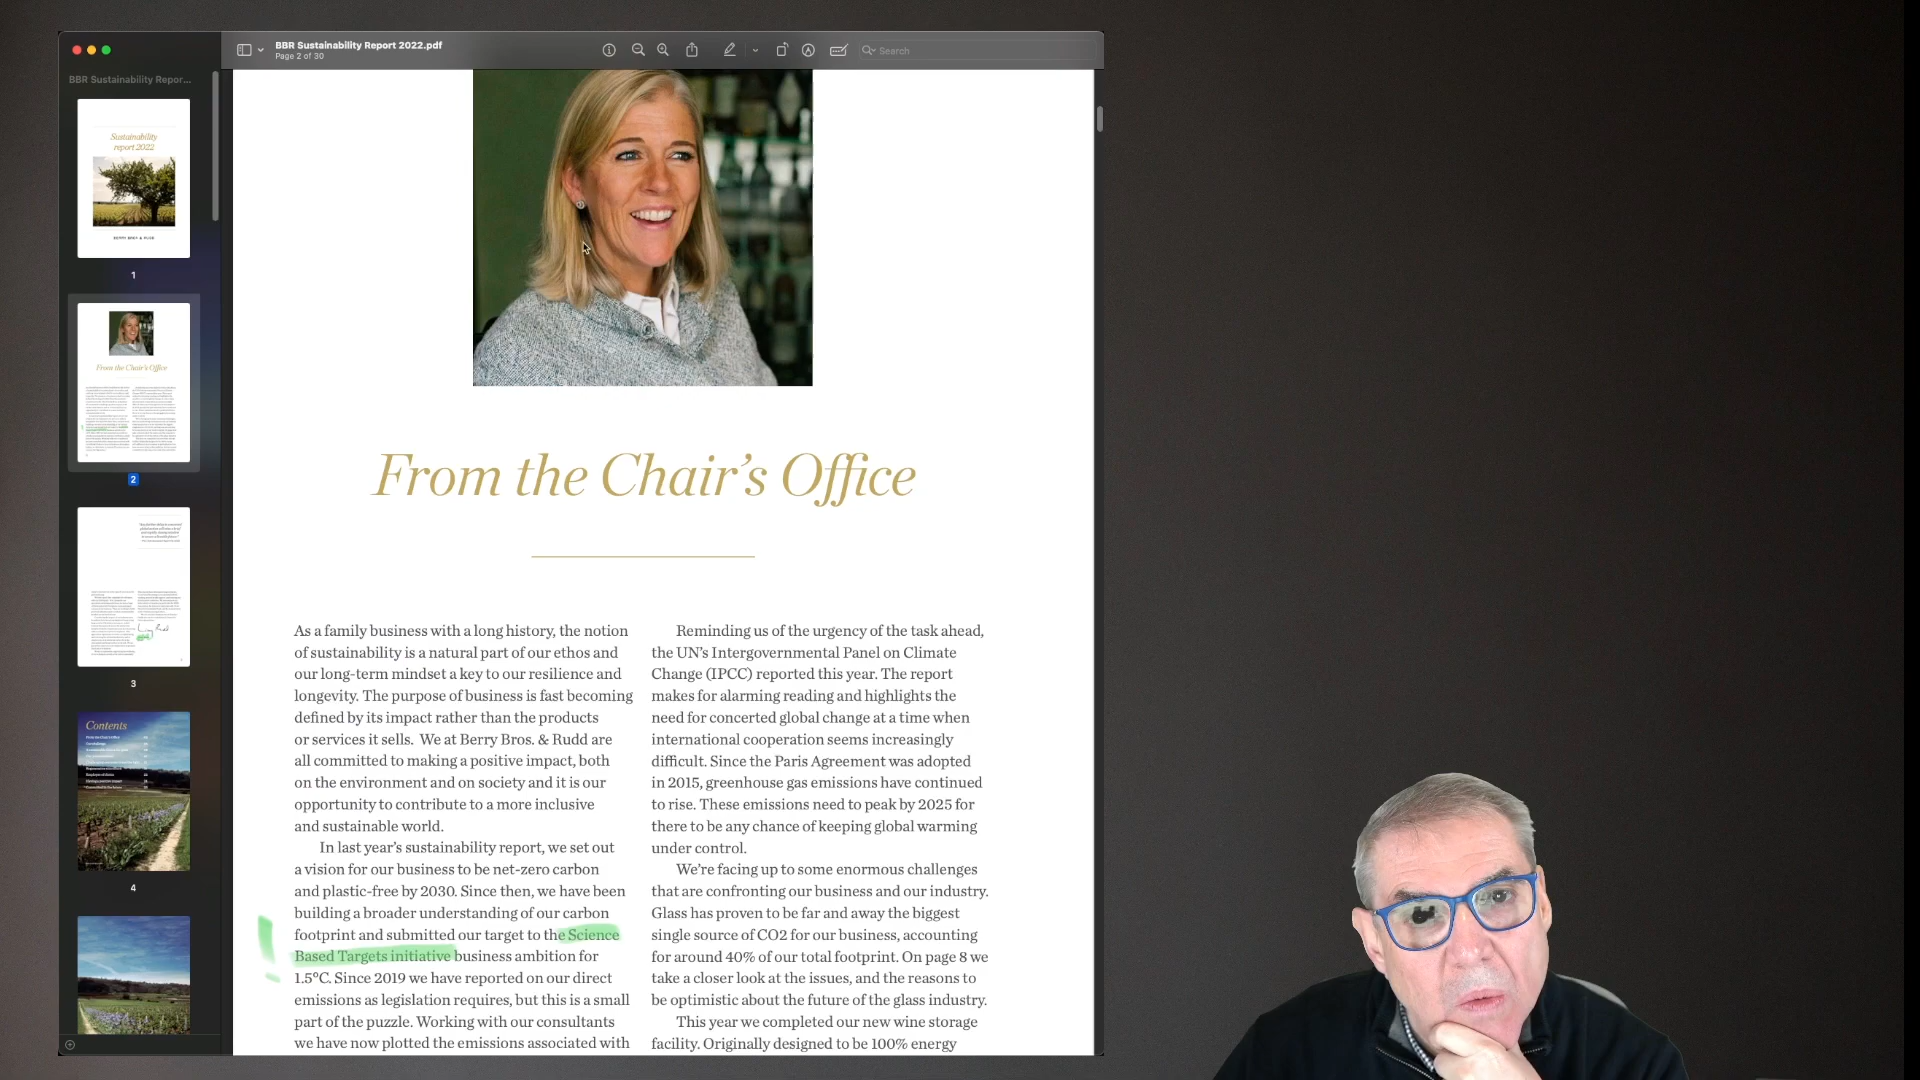 BBR Sustainability Report 2022.pdf
Page 2 of 30
Search
BBR Sustainability Repor...
Sustainability
report 2022
1
From the Chair's Office
2
3
Contents
4
From the Chair's Office
As a family business with a long history, the notion
of sustainability is a natural part of our ethos and
our long-term mindset a key to our resilience and
longevity. The purpose of business is fast becoming
defined by its impact rather than the products
or services it sells. We at Berry Bros. & Rudd are
all committed to making a positive impact, both
on the environment and on society and it is our
opportunity to contribute to a more inclusive
and sustainable world.
In last year's sustainability report, we set out
a vision for our business to be net-zero carbon
and plastic-free by 2030. Since then, we have been
building a broader understanding of our carbon
footprint and submitted our target to the Science
Based Targets initiative business ambition for
1.5°C. Since 2019 we have reported on our direct
emissions as legislation requires, but this is a small
part of the puzzle. Working with our consultants
we have now plotted the emissions associated with
Reminding us of the urgency of the task ahead,
the UN's Intergovernmental Panel on Climate
Change (IPCC) reported this year. The report
makes for alarming reading and highlights the
need for concerted global change at a time when
international cooperation seems increasingly
difficult. Since the Paris Agreement was adopted
in 2015, greenhouse gas emissions have continued
to rise. These emissions need to peak by 2025 for
there to be any chance of keeping global warming
under control.
We're facing up to some enormous challenges
that are confronting our business and our industry.
Glass has proven to be far and away the biggest
single source of CO2 for our business, accounting
for around 40% of our total footprint. On page 8 we
take a closer look at the issues, and the reasons to
be optimistic about the future of the glass industry.
This year we completed our new wine storage
facility. Originally designed to be 100% energy